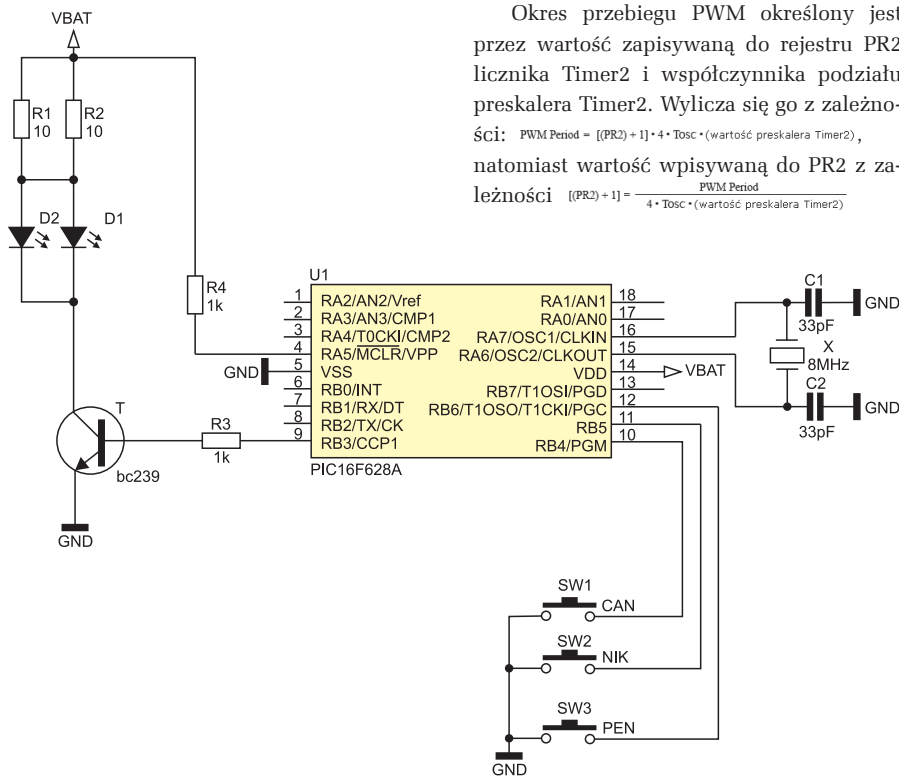 Okres przebiegu PWM określony jest
przez wartość zapisywaną do rejestru PR2
licznika Timer2 i współczynnika podziału
preskalera Timer2. Wylicza się go z zależno-
ści: PWM Period = [(PR2) + 1] • 4 • Tosc • (wartość preskalera Timer2),
natomiast wartość wpisywaną do PR2 z za-
leżności [(PR2) + 1] = PWM Period
4 • Tosc • (wartość preskalera Timer2)
VBAT
R1
10
R2
10
D2
D1
R4
1k
U1
1 RA2/AN2/Vref
2 RA3/AN3/CMP1
3 RA4/T0CKI/CMP2
4 RA5/MCLR/VPP
GND 5 VSS
6 RB0/INT
7 RB1/RX/DT
8 RB2/TX/CK
9 RB3/CCP1
RA1/AN1 18
RA0/AN0 17
RA7/OSC1/CLKIN 16
RA6/OSC2/CLKOUT 15
VDD 14 VBAT
RB7/T1OSI/PGD 13
RB6/T1OSO/T1CKI/PGC 12
RB5 11
RB4/PGM 10
PIC16F628A
C1
33pF
GND
X
8MHz
C2
33pF
GND
T
bc239
R3
1k
GND
SW1
CAN
SW2
NIK
SW3
PEN
GND